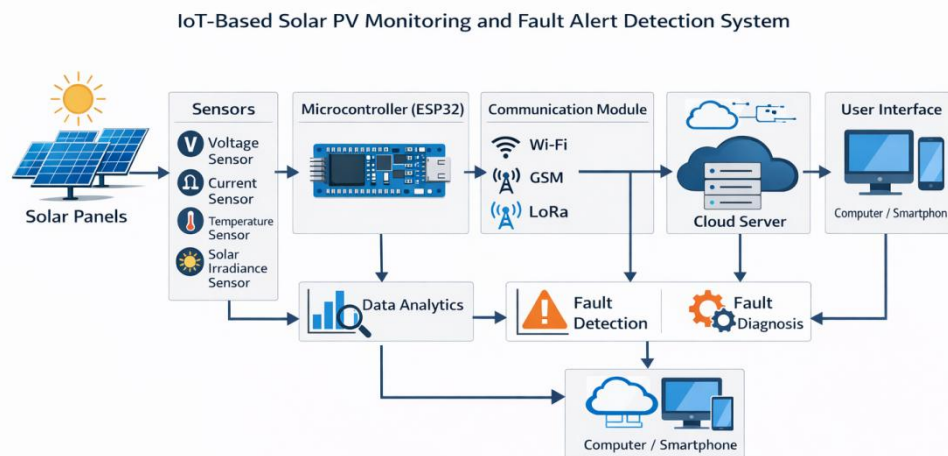 IoT-Based Solar PV Monitoring and Fault Alert Detection System
Solar Panels
Sensors
V
Voltage
Sensor
Ω
Current
Sensor
Temperature
Sensor
Solar
Irradiance
Sensor
Microcontroller (ESP32)
Communication Module
Wi-Fi
GSM
LoRa
Cloud Server
User Interface
Computer / Smartphon
Data Analytics
Fault
Detection
Fault
Diagnosis
Computer / Smartphone